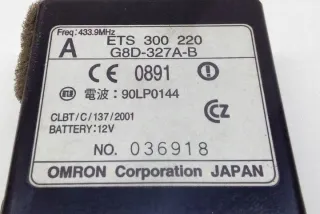 Freq: 433.9MHz
A ETS 300 220
G8D-327A-B
CE 0891
電波: 90LP0144
CZ
CLBT/C/137/2001
BATTERY: 12V
NO. 036918
OMRON Corporation JAPAN